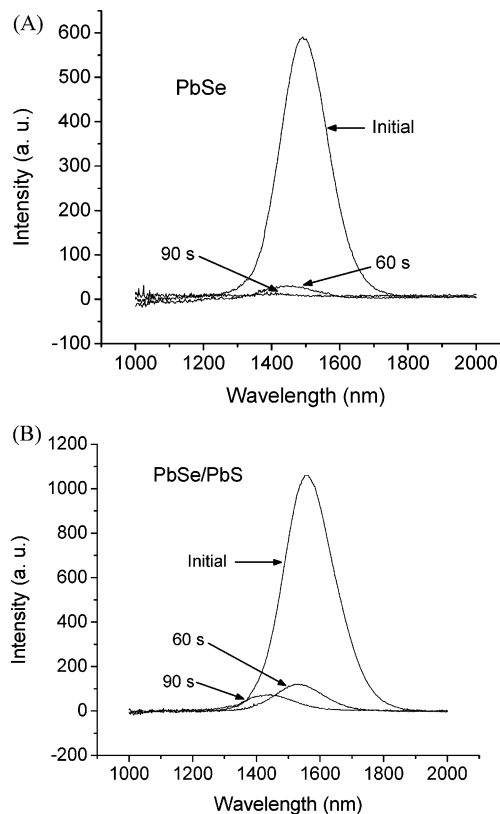 (A)
PbSe
Initial
90 s
60 s
600
500
400
300
200
100
0
-100
Intensity (a. u.)
1000 1200 1400 1600 1800 2000
Wavelength (nm)
(B)
PbSe/PbS
Initial
60 s
90 s
1200
1000
800
600
400
200
0
-200
Intensity (a. u.)
1000 1200 1400 1600 1800 2000
Wavelength (nm)